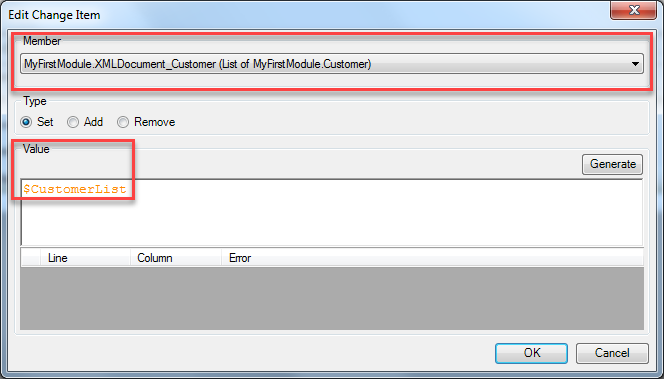 Edit Change Item
Member
MyFirstModule.XMLDocument_Customer (List of MyFirstModule.Customer)
Type
Set Add Remove
Value
Generate
$CustomerList
Line Column Error
OK Cancel